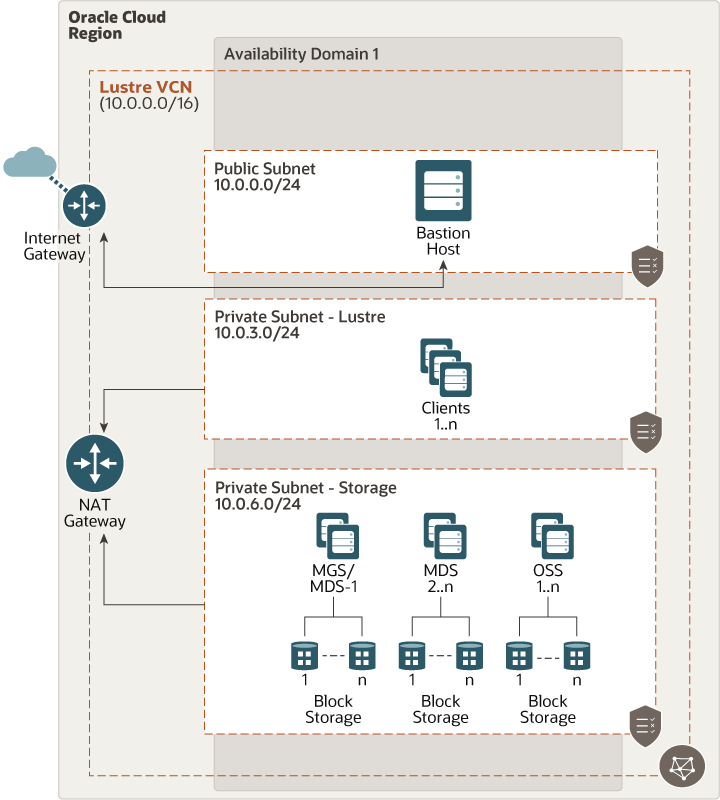 Oracle Cloud
Region
Availability Domain 1
Lustre VCN
(10.0.0.0/16)
Public Subnet
10.0.0.0/24
Bastion
Host
Internet
Gateway
Private Subnet - Lustre
10.0.3.0/24
Clients
1..n
NAT
Gateway
Private Subnet - Storage
10.0.6.0/24
MGS/
MDS-1
MDS
2..n
OSS
1..n
1 n 1 n 1 n
Block
Storage
Block
Storage
Block
Storage